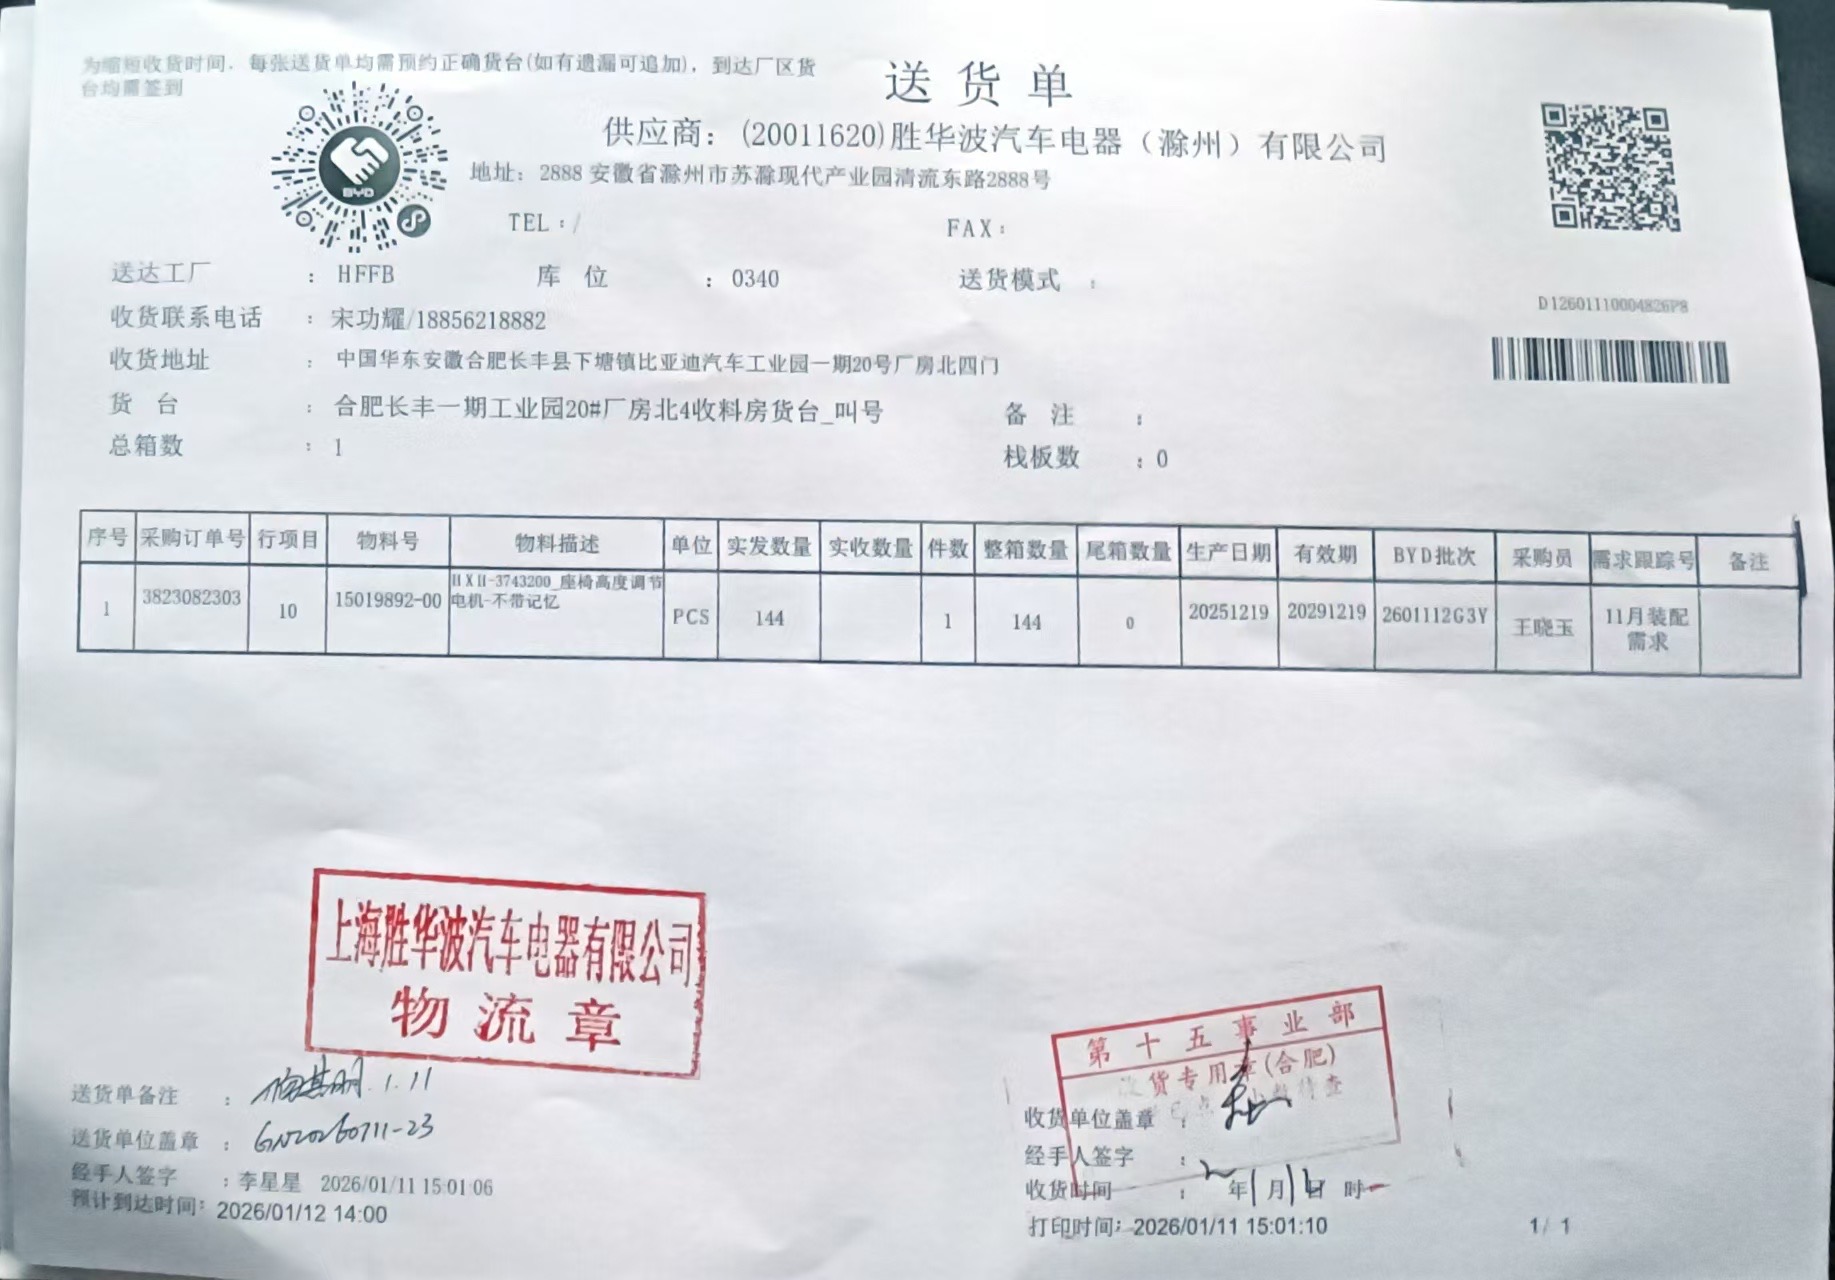 为缩短收货时间，每张送货单均需预约正确货台(如有遗漏可追加)，到达厂区货
台均需签到
送 货 单
供应商：(20011620)胜华波汽车电器（滁州）有限公司
地址：2888 安徽省滁州市苏滁现代产业园清流东路2888号
BYD
TEL：/ FAX：
送达工厂 ：HFFB 库 位 ：0340 送货模式 ：
D12601110004826P8
收货联系电话 ：宋功耀/18856218882
收货地址 ：中国华东安徽合肥长丰县下塘镇比亚迪汽车工业园一期20号厂房北四门
货 台 ：合肥长丰一期工业园20#厂房北4收料房货台_叫号 备 注 ：
总箱数 ：1 栈板数 ：0
序号 采购订单号 行项目 物料号 物料描述 单位 实发数量 实收数量 件数 整箱数量 尾箱数量 生产日期 有效期 BYD批次 采购员 需求跟踪号 备注
1 3823082303 10 15019892-00 -3743200_座椅高度调节 PCS 144 1 144 0 20251219 20291219 2601112G3Y 王晓玉 11月装配
电机-不带记忆 需求
上海胜华波汽车电器有限公司
物 流 章
第 十 五 事 业 部
货专用章(合肥)
送货单备注 ： 1.11
送货单位盖章 ：
收货单位盖章 ：
经手人签字 ：李星星 2026/01/11 15:01:06
经手人签字 ：
预计到达时间：2026/01/12 14:00
收货时间 ： 年1月 日 时
打印时间：2026/01/11 15:01:10
1/ 1